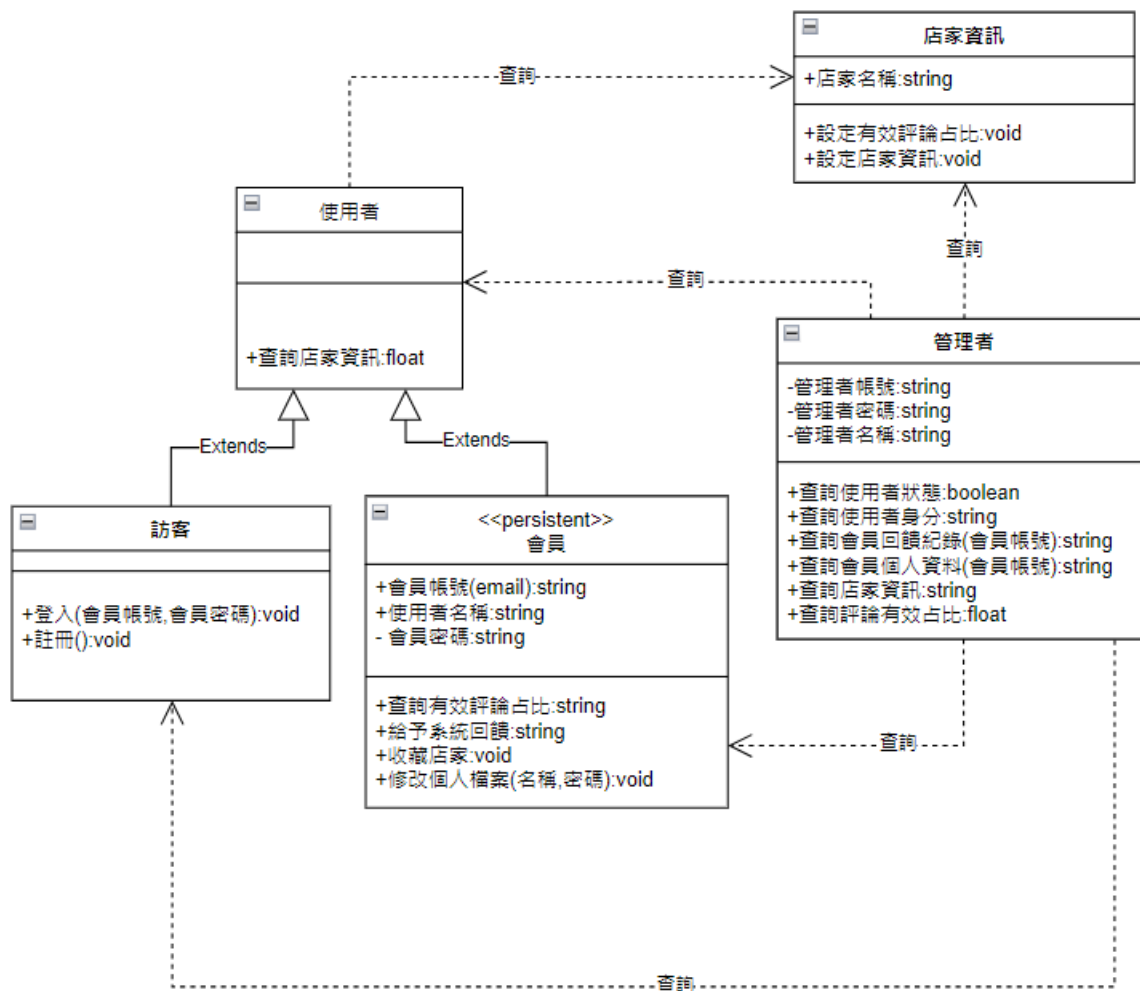 店家資訊
+店家名稱:string
+設定有效評論占比:void
+設定店家資訊:void
查詢
使用者
+查詢店家資訊:float
查詢
查詢
管理者
-管理者帳號:string
-管理者密碼:string
-管理者名稱:string
+查詢使用者狀態:boolean
+查詢使用者身分:string
+查詢會員回饋紀錄(會員帳號):string
+查詢會員個人資料(會員帳號):string
+查詢店家資訊:string
+查詢評論有效占比:float
Extends
Extends
訪客
+登入(會員帳號,會員密碼):void
+註冊():void
<<persistent>>
會員
+會員帳號(email):string
+使用者名稱:string
- 會員密碼:string
+查詢有效評論占比:string
+給予系統回饋:string
+收藏店家:void
+修改個人檔案(名稱,密碼):void
查詢
查詢